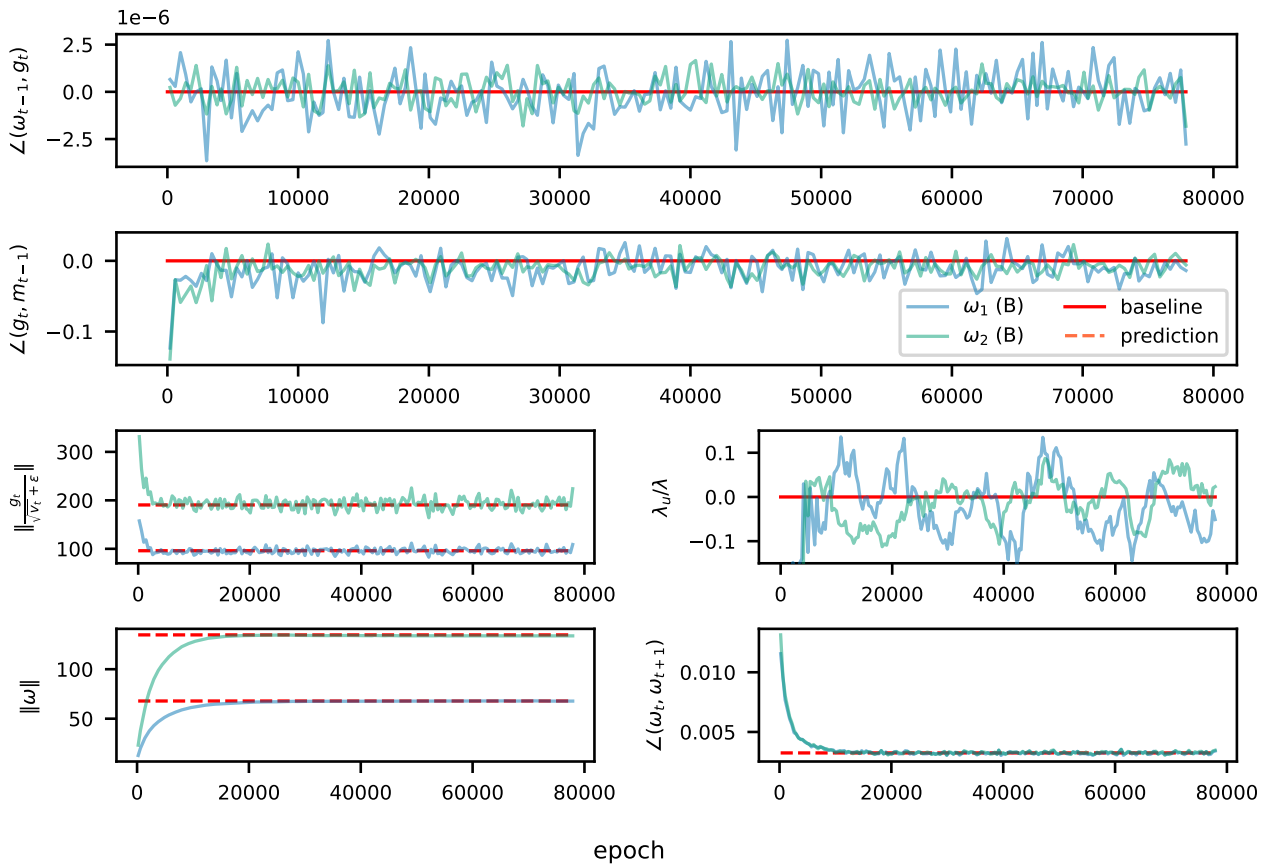 1e−6
∠(ω_{t−1}, g_t)
2.5
0.0
−2.5
0 10000 20000 30000 40000 50000 60000 70000 80000
∠(g_t, m_{t−1})
0.0
−0.1
ω₁ (B) baseline
ω₂ (B) prediction
0 10000 20000 30000 40000 50000 60000 70000 80000
‖g_t/√v_t + ε‖
300
200
100
0 20000 40000 60000 80000
λ_u/λ
0.1
0.0
−0.1
0 20000 40000 60000 80000
‖ω‖
100
50
0 20000 40000 60000 80000
∠(ω_t, ω_{t+1})
0.010
0.005
0 20000 40000 60000 80000
epoch